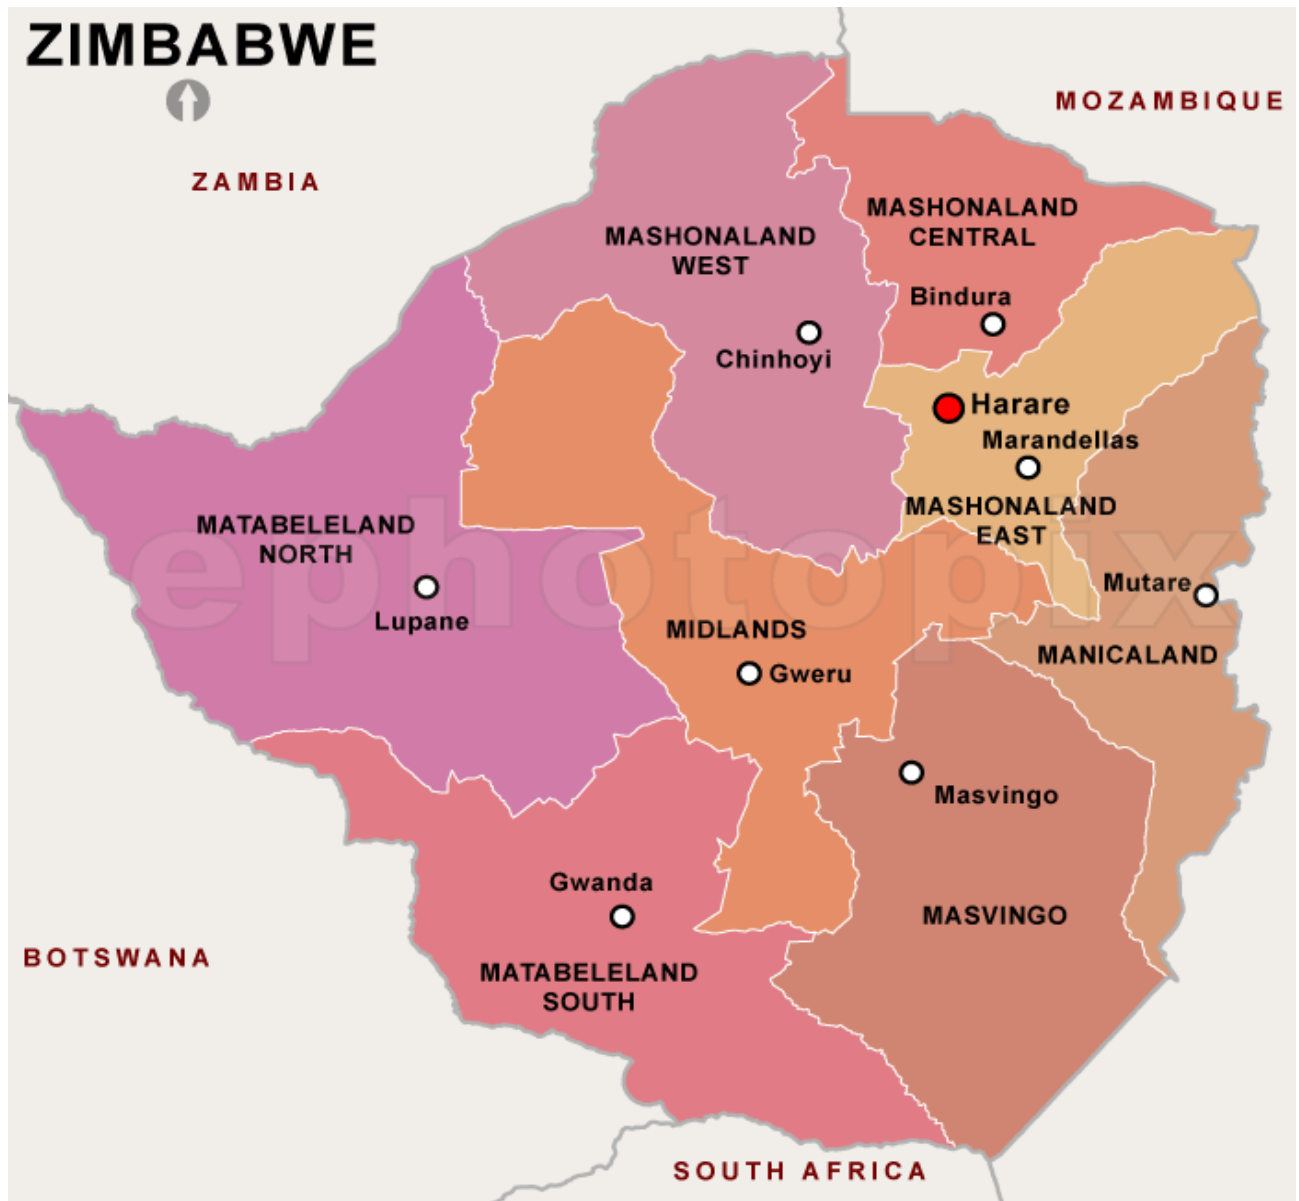 ZIMBABWE
MOZAMBIQUE
ZAMBIA
MASHONALAND
CENTRAL
MASHONALAND
WEST
Bindura
Chinhoyi
Harare
Marandellas
MASHONALAND
EAST
MATABELELAND
NORTH
ephotopix
Mutare
Lupane
MIDLANDS
MANICALAND
Gweru
Masvingo
Gwanda
MASVINGO
BOTSWANA
MATABELELAND
SOUTH
SOUTH AFRICA